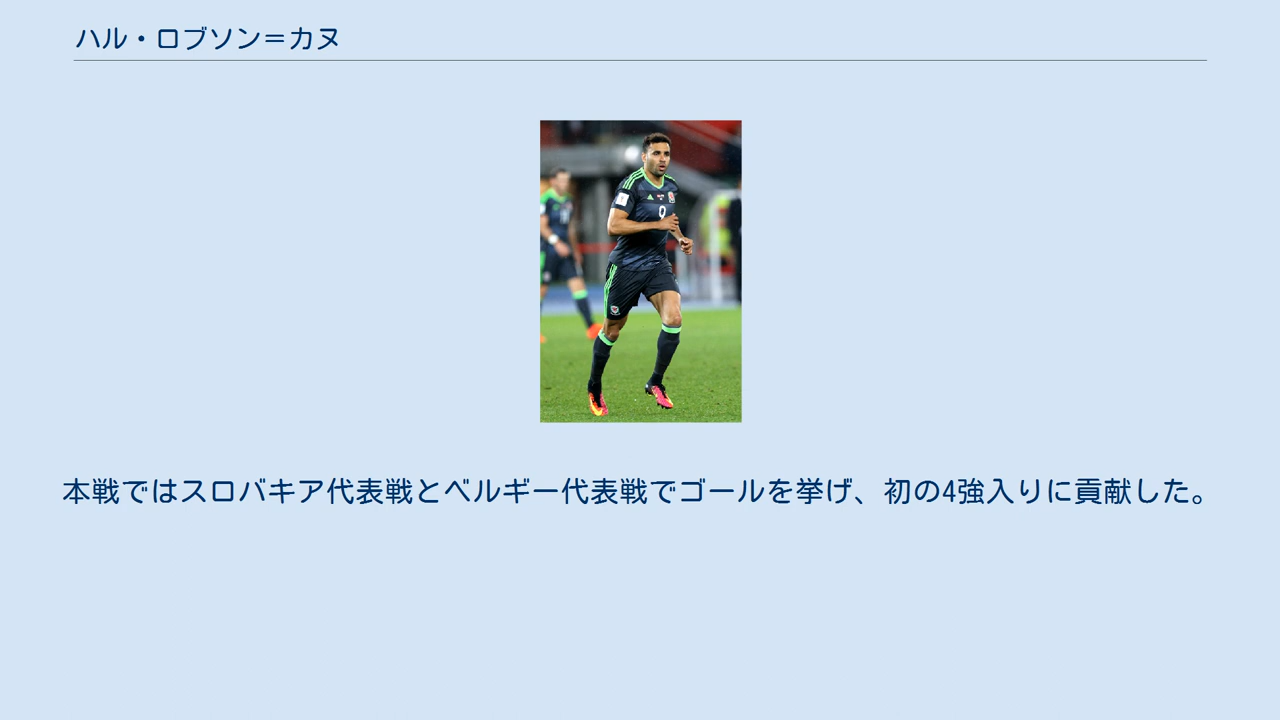 ハル・ロブソン＝カヌ
9
本戦ではスロバキア代表戦とベルギー代表戦でゴールを挙げ、初の4強入りに貢献した。